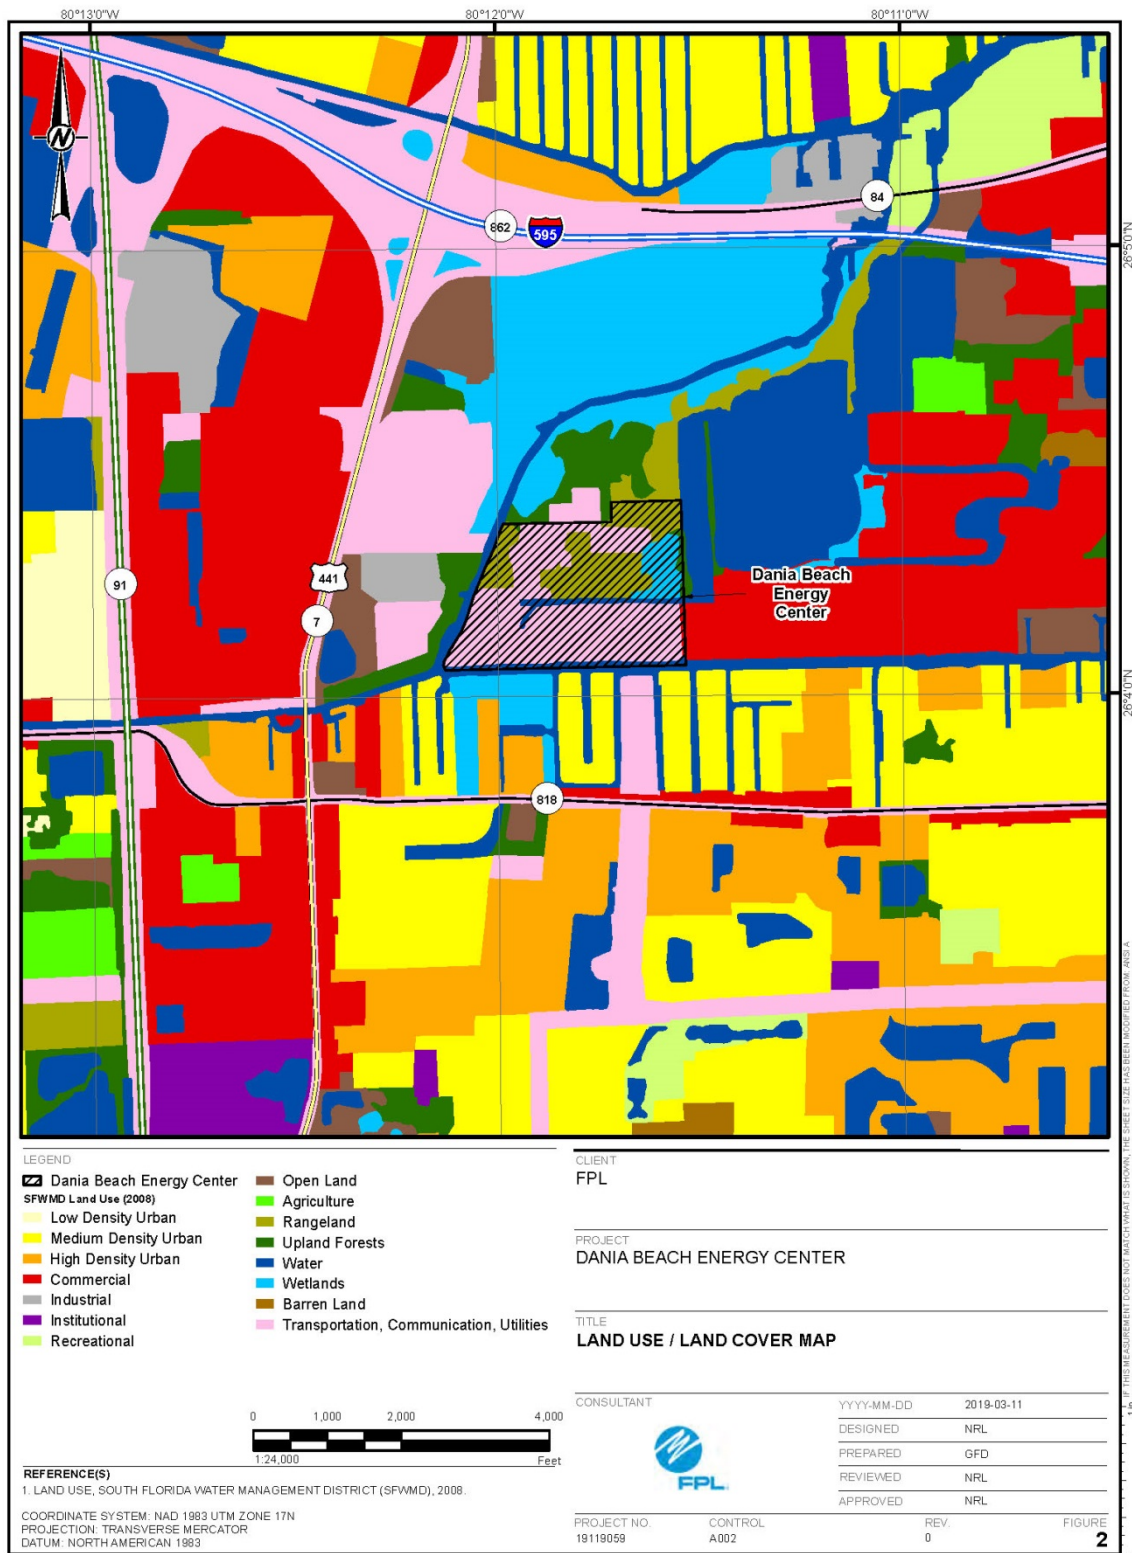 80°13'0"W
80°12'0"W
80°11'0"W
N
84
862
595
26°5'0"N
91
441
7
Dania Beach
Energy
Center
26°4'0"N
818
LEGEND
Dania Beach Energy Center
SFWMD Land Use (2008)
Low Density Urban
Medium Density Urban
High Density Urban
Commercial
Industrial
Institutional
Recreational
Open Land
Agriculture
Rangeland
Upland Forests
Water
Wetlands
Barren Land
Transportation, Communication, Utilities
0 1,000 2,000 4,000
1:24,000 Feet
REFERENCE(S)
1. LAND USE, SOUTH FLORIDA WATER MANAGEMENT DISTRICT (SFWMD), 2008.
COORDINATE SYSTEM: NAD 1983 UTM ZONE 17N
PROJECTION: TRANSVERSE MERCATOR
DATUM: NORTH AMERICAN 1983
CLIENT
FPL
PROJECT
DANIA BEACH ENERGY CENTER
TITLE
LAND USE / LAND COVER MAP
CONSULTANT
FPL.
YYYY-MM-DD 2019-03-11
DESIGNED NRL
PREPARED GFD
REVIEWED NRL
APPROVED NRL
PROJECT NO. CONTROL REV. FIGURE
19119059 A002 0 2
IF THIS MEASUREMENT DOES NOT MATCH WHAT IS SHOWN, THE SHEET SIZE HAS BEEN MODIFIED FROM: ANSI A